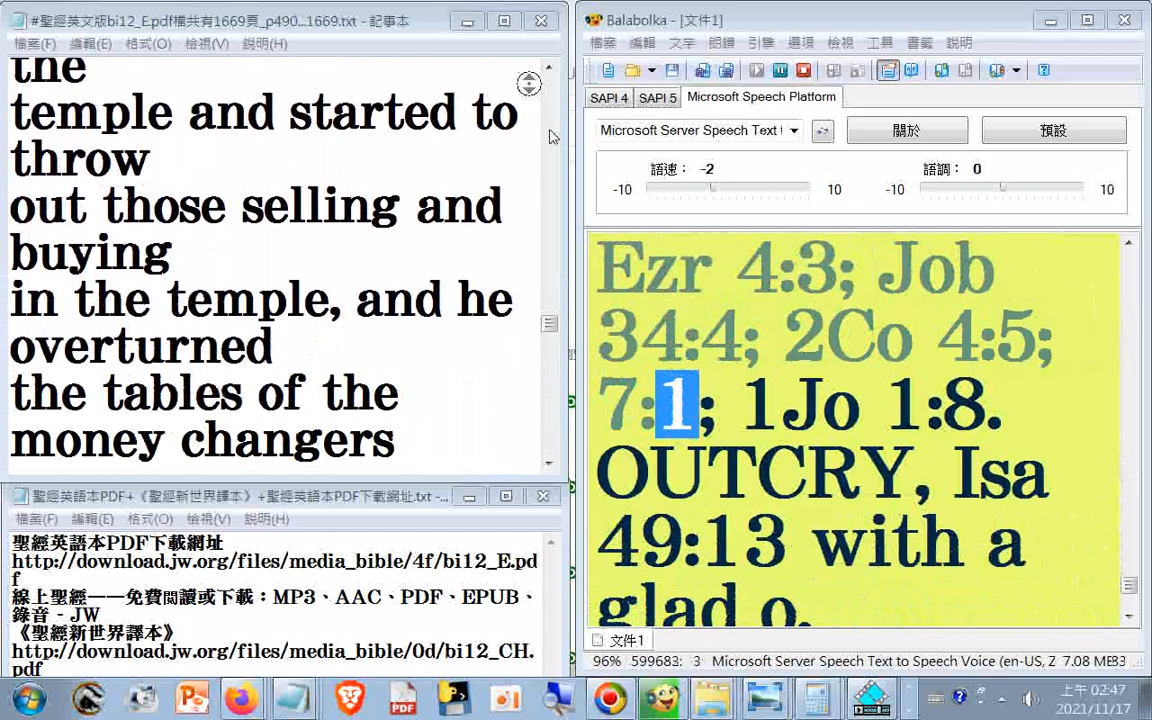 #聖經英文版bi12_E.pdf檔共有1669頁_p490...1669.txt - 記事本
檔案(F) 編輯(E) 格式(O) 檢視(V) 說明(H)
the
temple and started to
throw
out those selling and
buying
in the temple, and he
overturned
the tables of the
money changers
聖經英語本PDF+《聖經新世界譯本》+聖經英語本PDF下載網址.txt -...
檔案(F) 編輯(E) 格式(O) 檢視(V) 說明(H)
聖經英語本PDF下載網址
http://download.jw.org/files/media_bible/4f/bi12_E.pd
f
線上聖經——免費閱讀或下載：MP3、AAC、PDF、EPUB、
錄音 - JW
《聖經新世界譯本》
http://download.jw.org/files/media_bible/0d/bi12_CH.
pdf
Balabolka - [文件1]
檔案 編輯 文字 朗讀 引擎 選項 檢視 工具 書籤 說明
SAPI 4 SAPI 5 Microsoft Speech Platform
Microsoft Server Speech Text t 關於 預設
語速： -2 語調： 0
-10 10 -10 10
Ezr 4:3; Job
34:4; 2Co 4:5;
7:1; 1Jo 1:8.
OUTCRY, Isa
49:13 with a
glad o.
文件1
96% 599683: 3 Microsoft Server Speech Text to Speech Voice (en-US, Z 7.08 MB
上午 02:47
2021/11/17